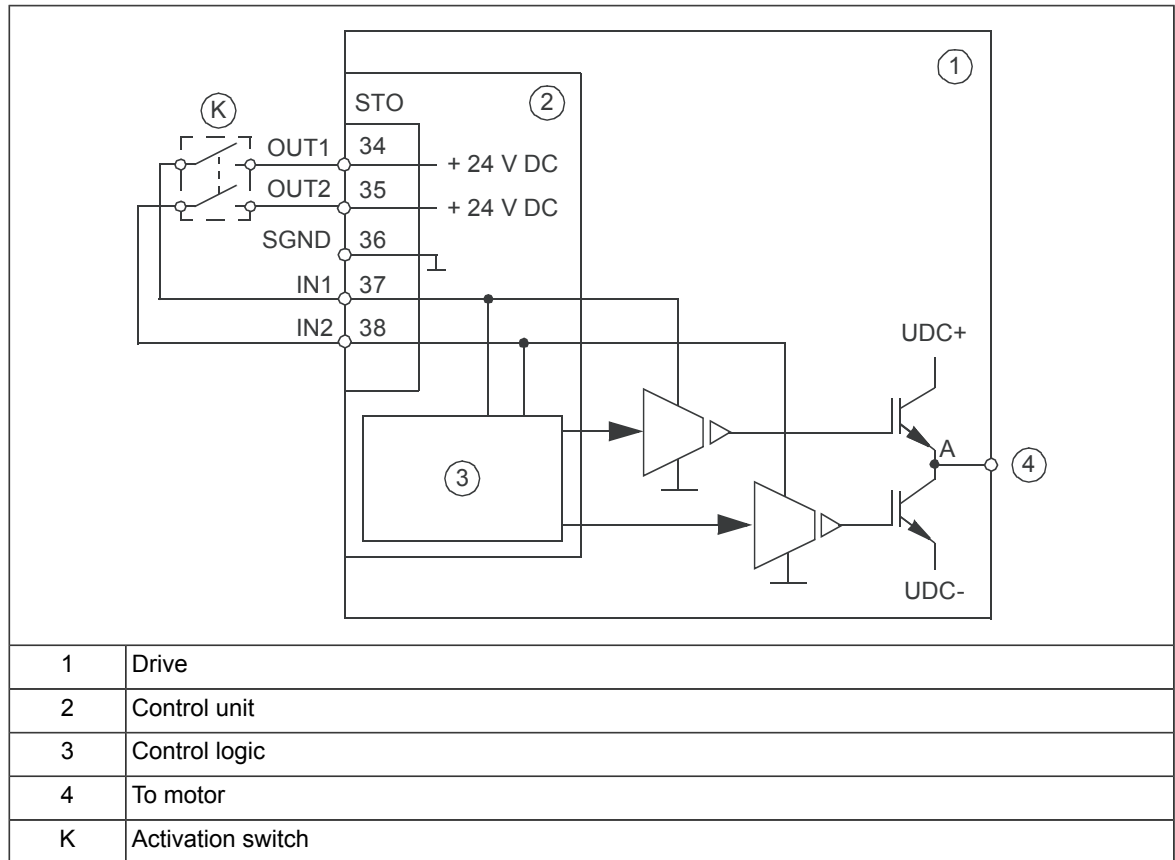 1
2
STO
K
OUT1 34 + 24 V DC
OUT2 35 + 24 V DC
SGND 36
IN1 37
IN2 38
UDC+
A
3
4
UDC-
1 Drive
2 Control unit
3 Control logic
4 To motor
K Activation switch